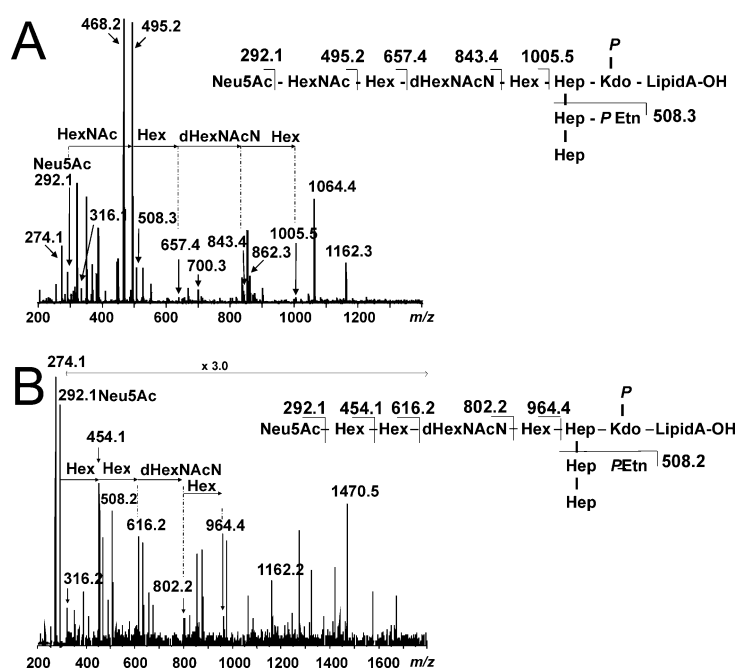 A
468.2
495.2
HexNAc Hex dHexNAcN Hex
Neu5Ac
292.1
316.1
508.3
274.1
657.4
700.3
843.4
862.3
1005.5
1064.4
1162.3
200 400 600 800 1000 1200 m/z
P
292.1 495.2 657.4 843.4 1005.5
Neu5Ac - HexNAc - Hex - dHexNAcN - Hex - Hep - Kdo - LipidA-OH
Hep - P Etn 508.3
Hep
B
274.1
x 3.0
292.1 Neu5Ac
454.1
Hex Hex dHexNAcN
Hex
508.2
616.2
964.4
316.2
802.2
1162.2
1470.5
200 400 600 800 1000 1200 1400 1600 m/z
P
292.1 454.1 616.2 802.2 964.4
Neu5Ac - Hex - Hex - dHexNAcN - Hex - Hep - Kdo - LipidA-OH
Hep P-Etn 508.2
Hep